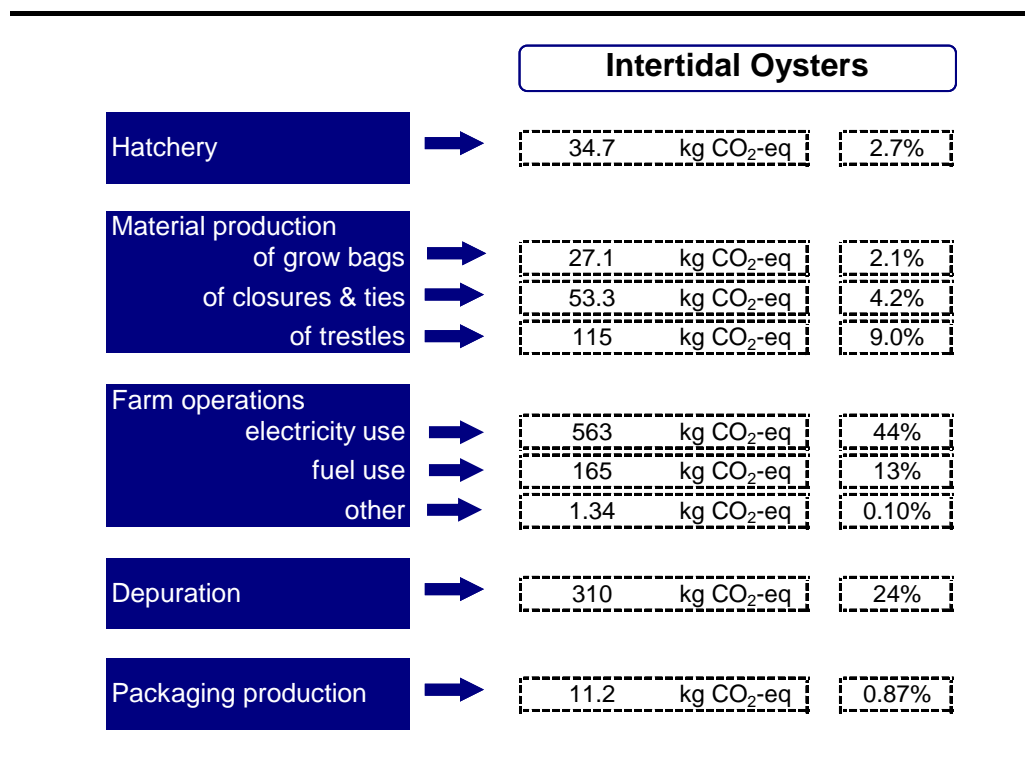 Intertidal Oysters
Hatchery 34.7 kg CO₂-eq 2.7%
Material production
of grow bags 27.1 kg CO₂-eq 2.1%
of closures & ties 53.3 kg CO₂-eq 4.2%
of trestles 115 kg CO₂-eq 9.0%
Farm operations
electricity use 563 kg CO₂-eq 44%
fuel use 165 kg CO₂-eq 13%
other 1.34 kg CO₂-eq 0.10%
Depuration 310 kg CO₂-eq 24%
Packaging production 11.2 kg CO₂-eq 0.87%